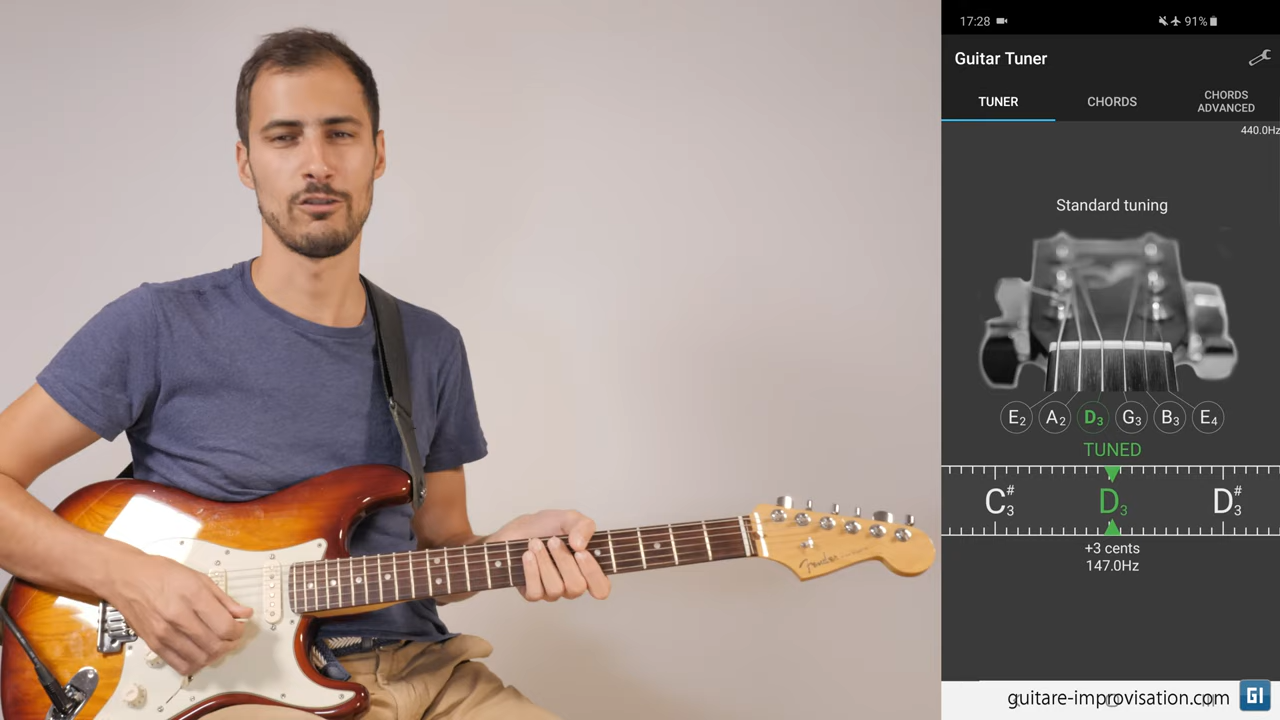 17:28
91%
Guitar Tuner
TUNER
CHORDS
CHORDS
ADVANCED
440.0Hz
Standard tuning
E2 A2 D3 G3 B3 E4
TUNED
C#3 D3 D#3
+3 cents
147.0Hz
Fender
guitare-improvisation.com GI